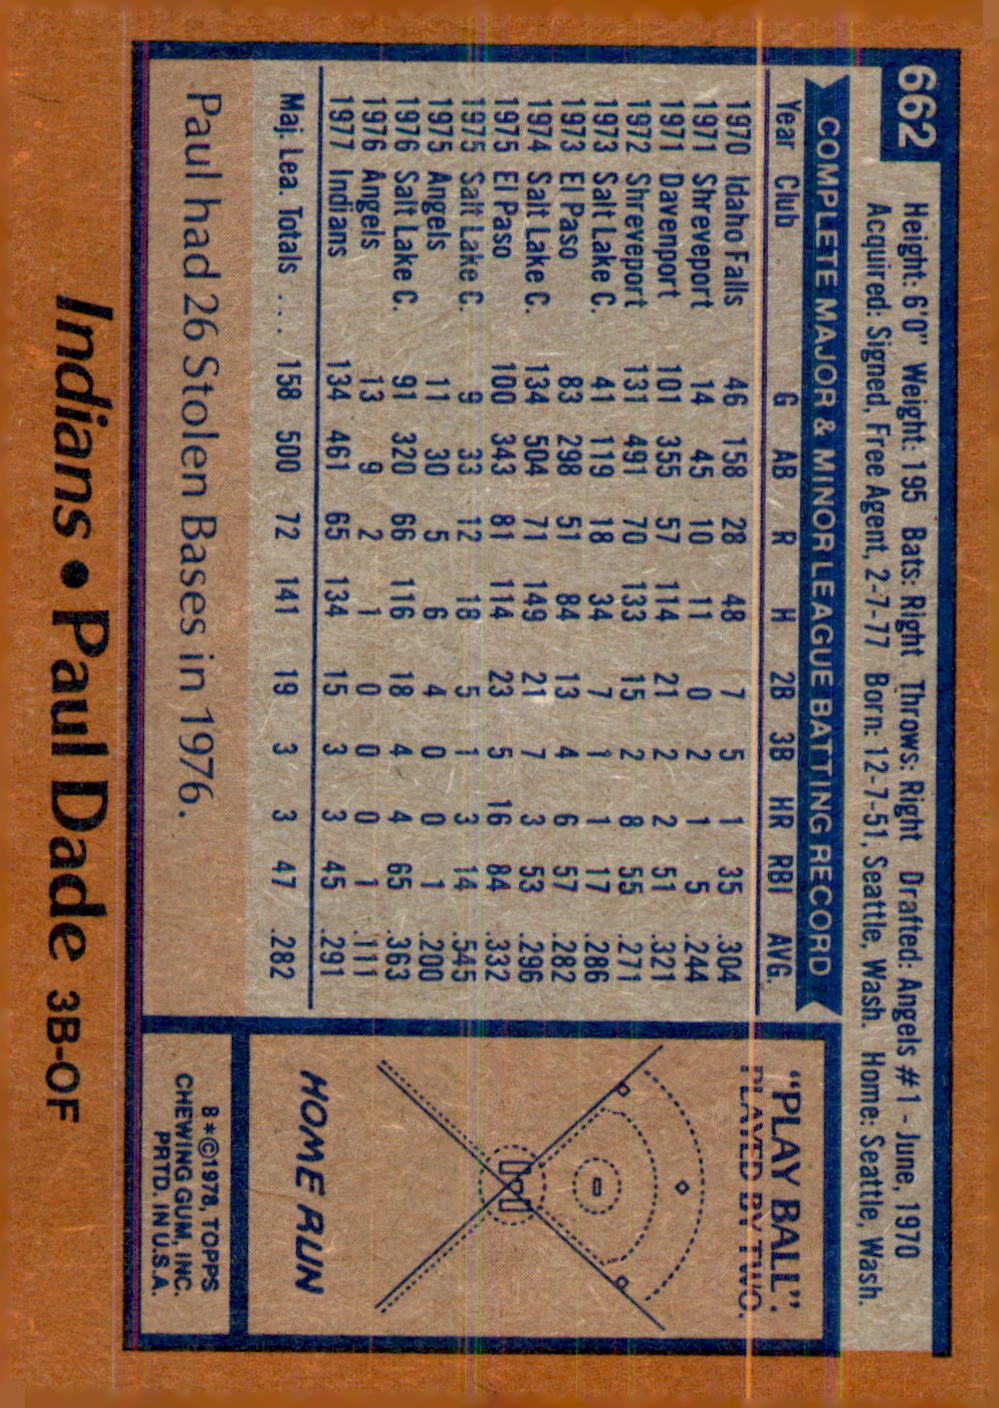 662
Height: 6'0" Weight: 195 Bats: Right Throws: Right Drafted: Angels #1 - June, 1970
Acquired: Signed, Free Agent, 2-7-77 Born: 12-7-51, Seattle, Wash. Home: Seattle, Wash.
COMPLETE MAJOR & MINOR LEAGUE BATTING RECORD
Year Club G AB R H 2B 3B HR RBI AVG.
1970 Idaho Falls 46 158 28 48 7 5 1 35 .304
1971 Shreveport 14 45 10 11 0 2 1 5 .244
1971 Davenport 101 355 57 114 21 2 2 51 .321
1972 Shreveport 131 491 70 133 15 2 8 55 .271
1973 Salt Lake C. 41 119 18 34 7 1 1 17 .286
1973 El Paso 83 298 51 84 13 4 6 57 .282
1974 Salt Lake C. 134 504 71 149 21 7 3 53 .296
1975 El Paso 100 343 81 114 23 5 16 84 .332
1975 Salt Lake C. 9 33 12 18 5 1 3 14 .545
1975 Angels 11 30 5 6 4 0 0 1 .200
1976 Salt Lake C. 91 320 66 116 18 4 4 65 .363
1976 Angels 13 9 2 1 0 0 0 1 .111
1977 Indians 134 461 65 134 15 3 3 45 .291
Maj. Lea. Totals .... 158 500 72 141 19 3 3 47 .282
Paul had 26 Stolen Bases in 1976.
"PLAY BALL":
PLAYED BY TWO.
HOME RUN
B*©1978, TOPPS
CHEWING GUM, INC.
PRTD. IN U.S.A.
Indians • Paul Dade 3B-OF